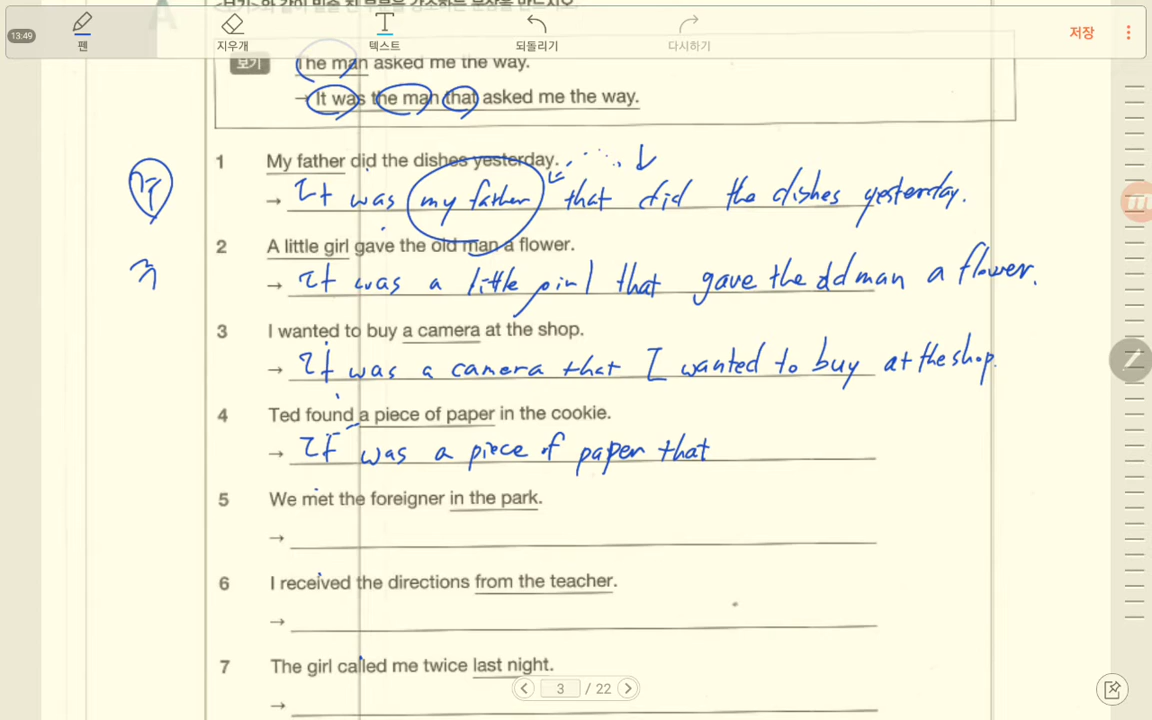 13:49
펜
지우개
텍스트
되돌리기
다시하기
저장
보기 The man asked me the way.
→ It was the man that asked me the way.
1 My father did the dishes yesterday.
→ It was my father that did the dishes yesterday.
주
2 A little girl gave the old man a flower.
→ It was a little girl that gave the old man a flower.
3 I wanted to buy a camera at the shop.
→ It was a camera that I wanted to buy at the shop.
4 Ted found a piece of paper in the cookie.
→ It was a piece of paper that
5 We met the foreigner in the park.
→
6 I received the directions from the teacher.
→
7 The girl called me twice last night.
→
3 / 22